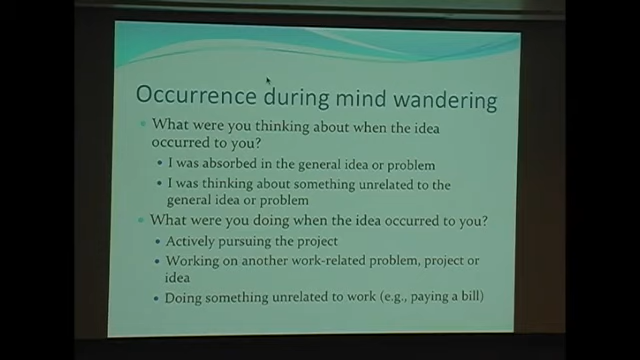 Occurrence during mind wandering
What were you thinking about when the idea
occurred to you?
I was absorbed in the general idea or problem
I was thinking about something unrelated to the
general idea or problem
What were you doing when the idea occurred to you?
Actively pursuing the project
Working on another work-related problem, project or
idea
Doing something unrelated to work (e.g., paying a bill)